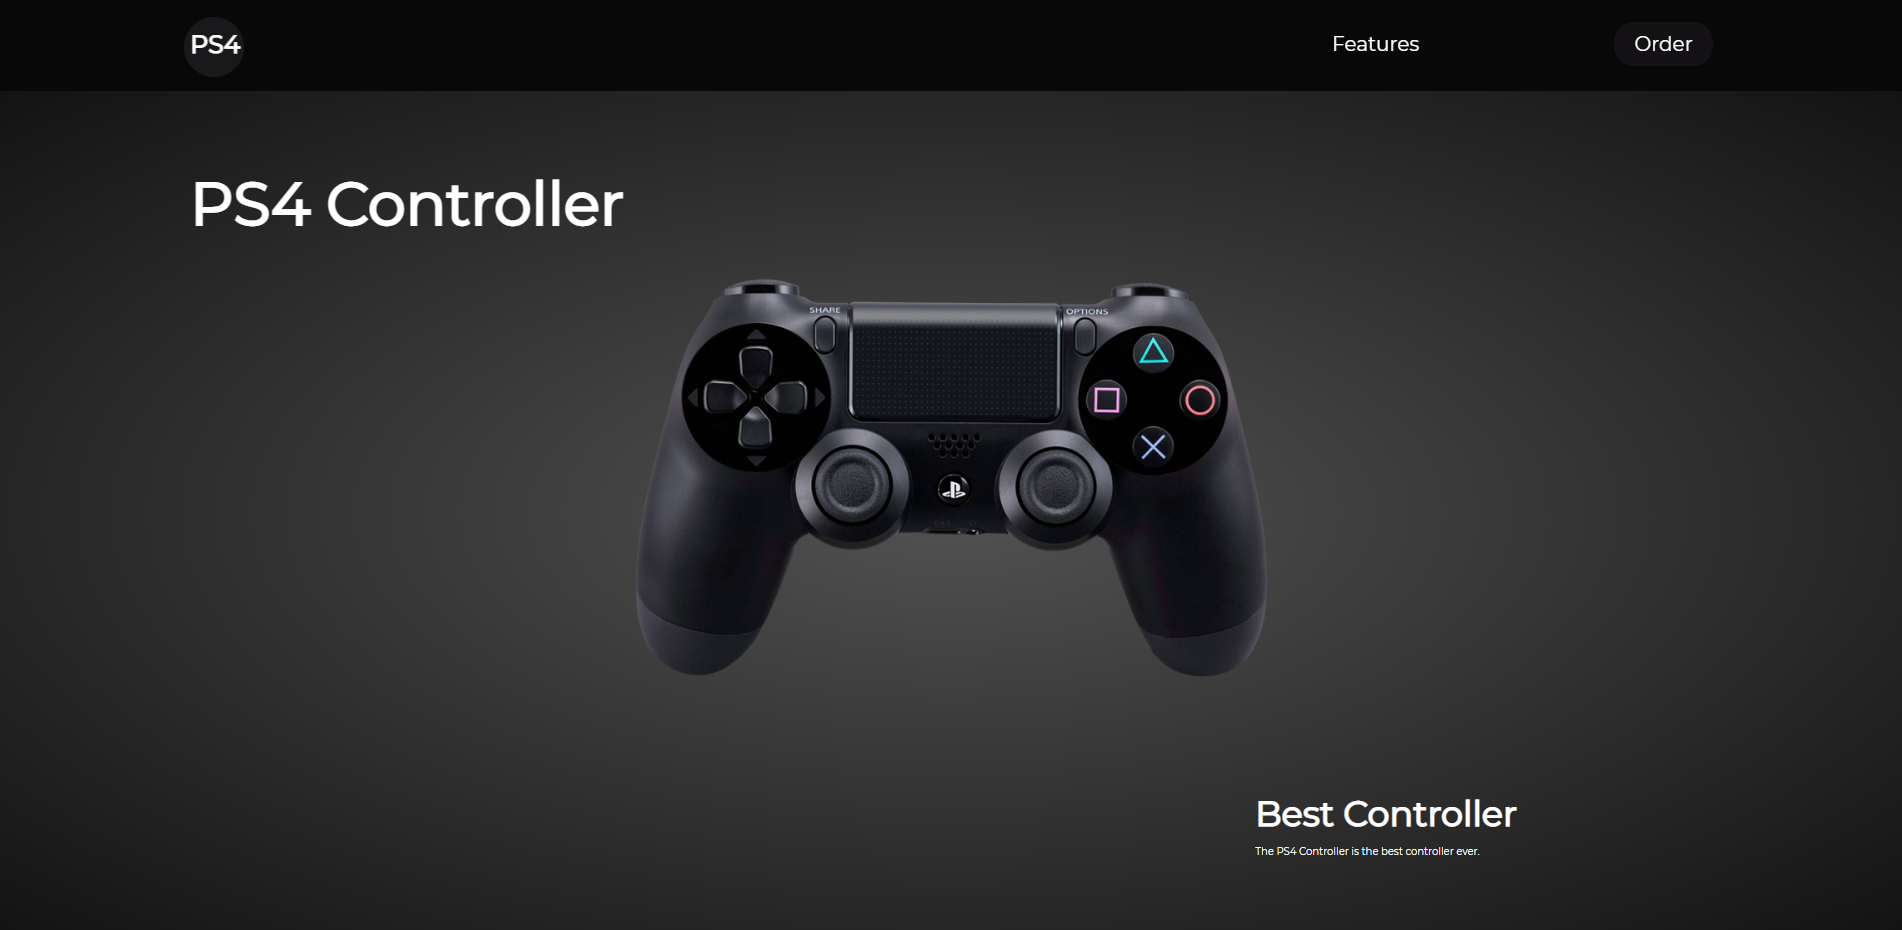 PS4
Features
Order
PS4 Controller
SHARE
OPTIONS
Best Controller
The PS4 Controller is the best controller ever.